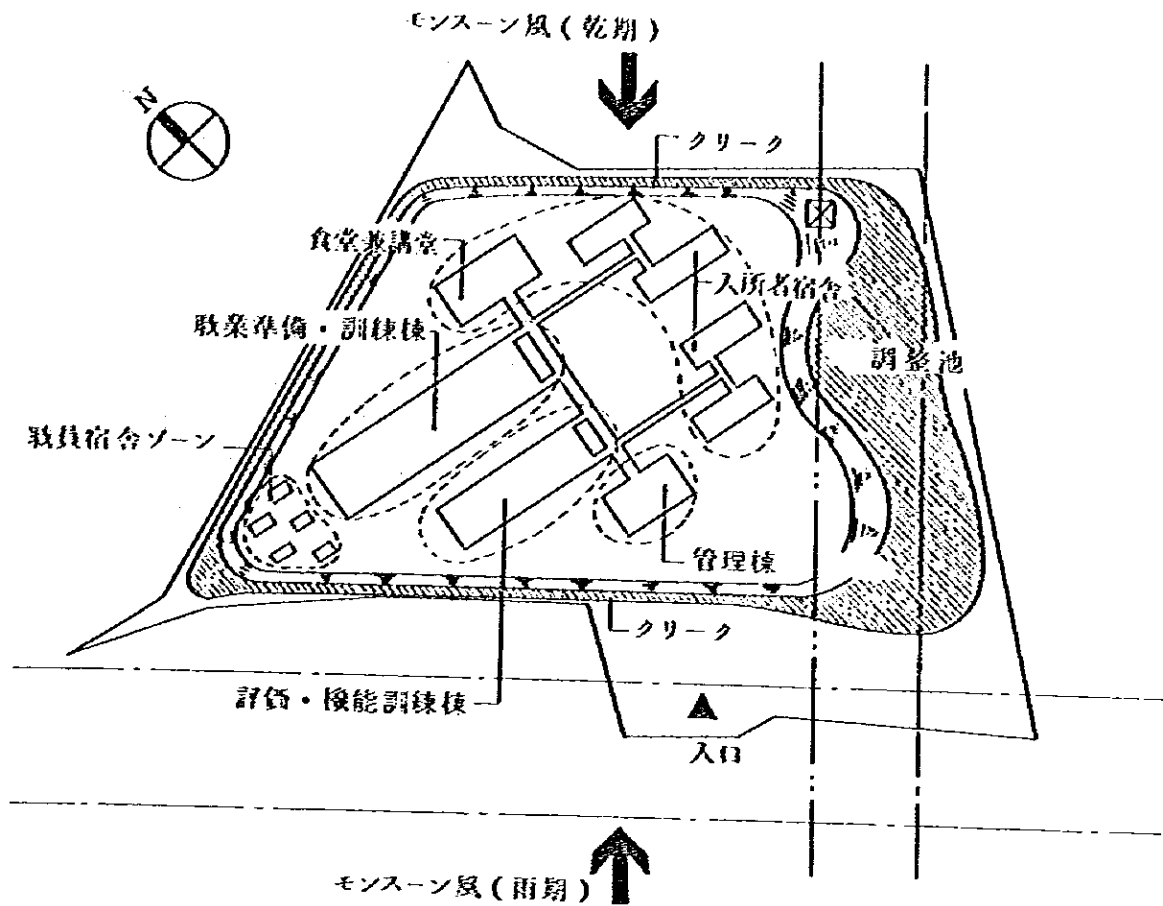 モンスーン風(乾期)
N
クリーク
食堂兼講堂
入所者宿舎
職業準備・訓練棟
調整池
職員宿舎ゾーン
管理棟
クリーク
評価・機能訓練棟
入口
モンスーン風(雨期)